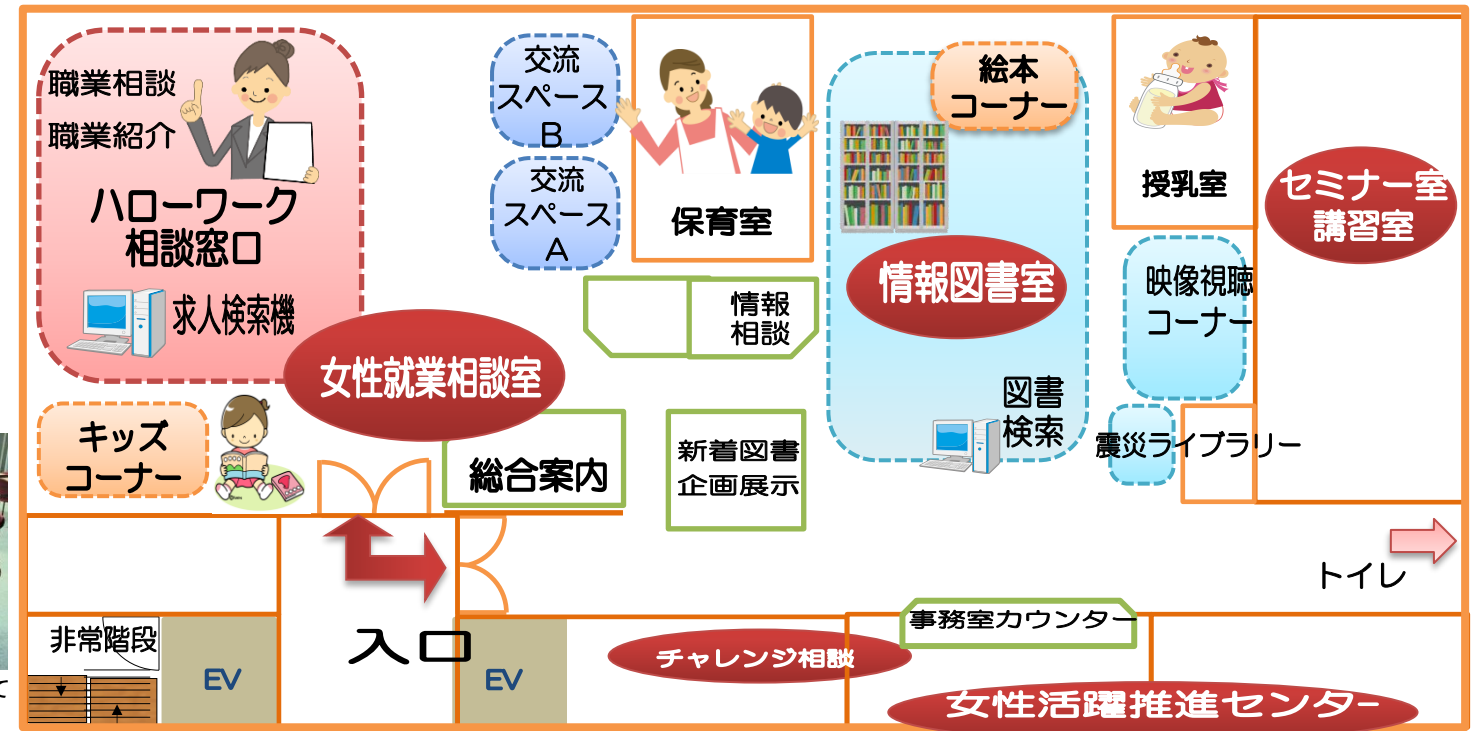 職業相談
職業紹介
ハローワーク
相談窓口
求人検索機
女性就業相談室
キッズ
コーナー
交流
スペース
B
交流
スペース
A
保育室
情報
相談
総合案内
新着図書
企画展示
絵本
コーナー
情報図書室
図書
検索
授乳室
映像視聴
コーナー
震災ライブラリー
セミナー室
講習室
トイレ
事務室カウンター
非常階段
EV
入口
EV
チャレンジ相談
女性活躍推進センター
て